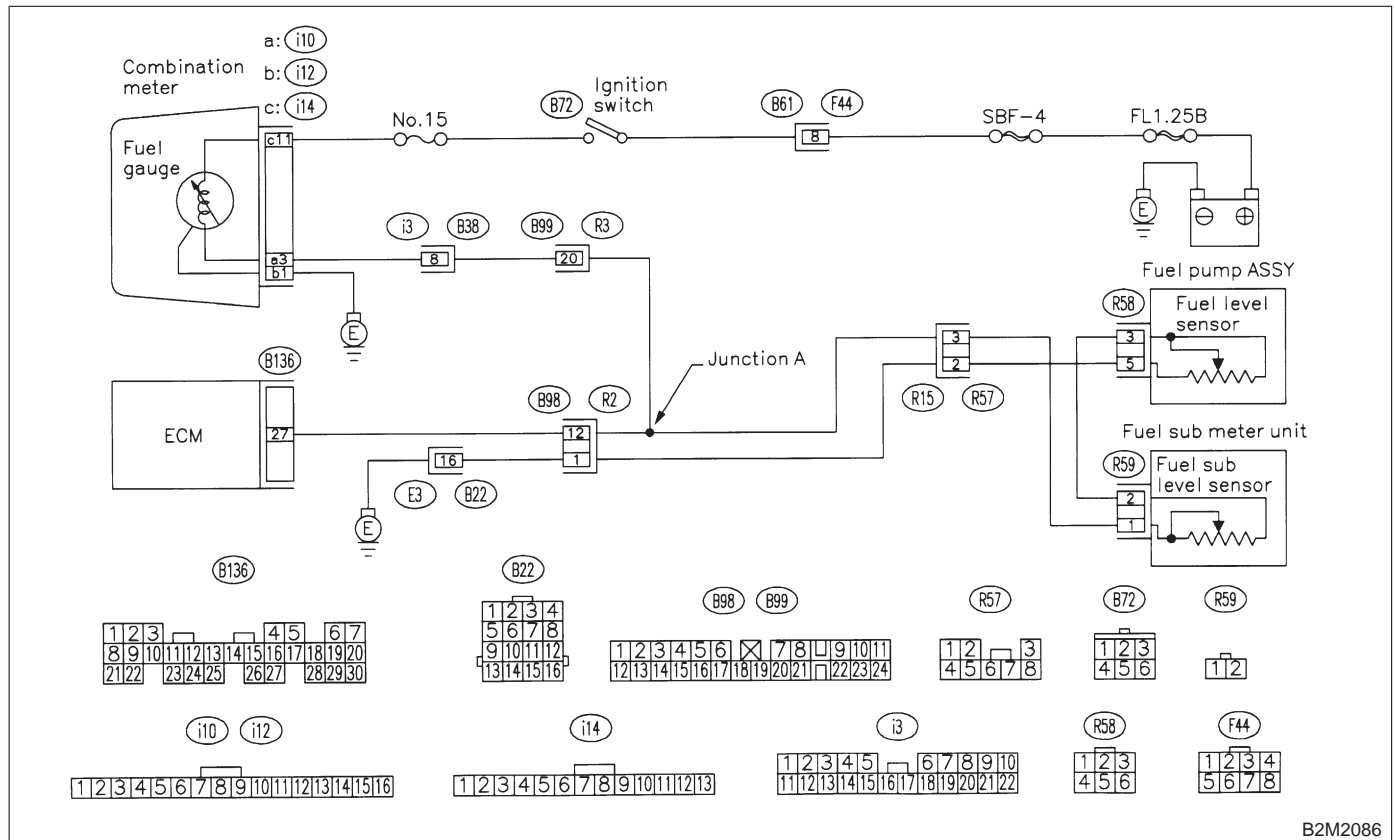 a: i10
b: i12
c: i14
Combination meter
Fuel gauge
c11
a3
b1
No.15
B72
Ignition switch
B61
F44
8
SBF-4
FL1.25B
E
⊖
⊕
i3
B38
8
B99
R3
20
E
Fuel pump ASSY
R58
Fuel level sensor
3
5
Junction A
R15
R57
3
2
B136
ECM
27
B98
R2
12
1
E3
B22
16
E
Fuel sub meter unit
R59
Fuel sub level sensor
2
1
B136
1 2 3 4 5 6 7
8 9 10 11 12 13 14 15 16 17 18 19 20
21 22 23 24 25 26 27 28 29 30
B22
1 2 3 4
5 6 7 8
9 10 11 12
13 14 15 16
B98 B99
1 2 3 4 5 6 7 8 9 10 11
12 13 14 15 16 17 18 19 20 21 22 23 24
R57
1 2 3
4 5 6 7 8
B72
1 2 3
4 5 6
R59
1 2
i10 i12
1 2 3 4 5 6 7 8 9 10 11 12 13 14 15 16
i14
1 2 3 4 5 6 7 8 9 10 11 12 13
i3
1 2 3 4 5 6 7 8 9 10
11 12 13 14 15 16 17 18 19 20 21 22
R58
1 2 3
4 5 6
F44
1 2 3 4
5 6 7 8
B2M2086